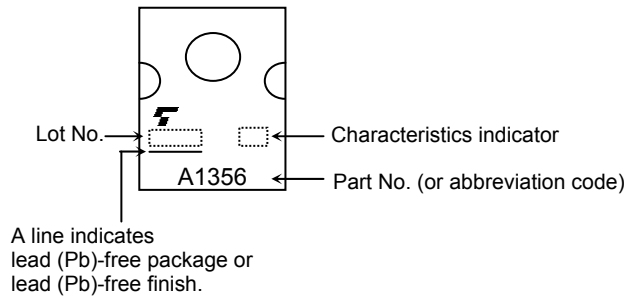 Lot No.
Characteristics indicator
A1356
Part No. (or abbreviation code)
A line indicates
lead (Pb)-free package or
lead (Pb)-free finish.